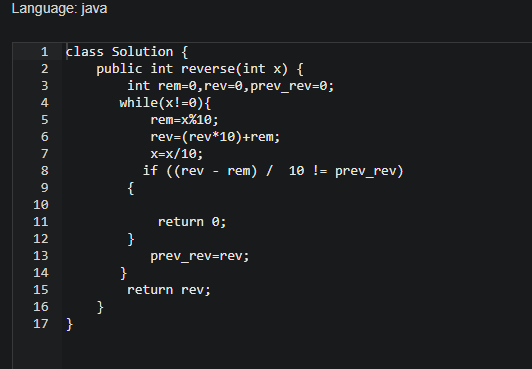 Language: java
1 class Solution {
2 public int reverse(int x) {
3 int rem=0,rev=0,prev_rev=0;
4 while(x!=0){
5 rem=x%10;
6 rev=(rev*10)+rem;
7 x=x/10;
8 if ((rev - rem) /  10 != prev_rev)
9 {
10
11 return 0;
12 }
13 prev_rev=rev;
14 }
15 return rev;
16 }
17 }